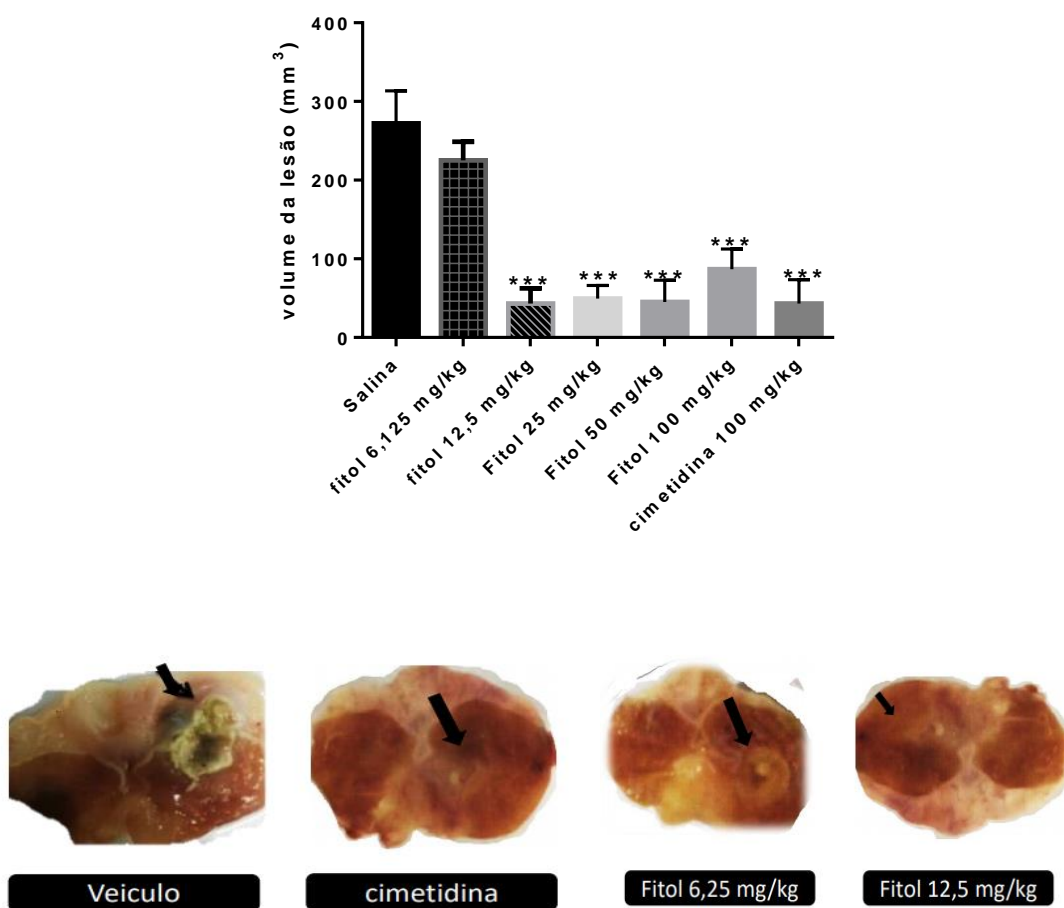 volume da lesão (mm³)
400
300
200
100
0
***
***
***
***
***
Salina
fitol 6,125 mg/kg
fitol 12,5 mg/kg
Fitol 25 mg/kg
Fitol 50 mg/kg
Fitol 100 mg/kg
cimetidina 100 mg/kg
Veiculo
cimetidina
Fitol 6,25 mg/kg
Fitol 12,5 mg/kg